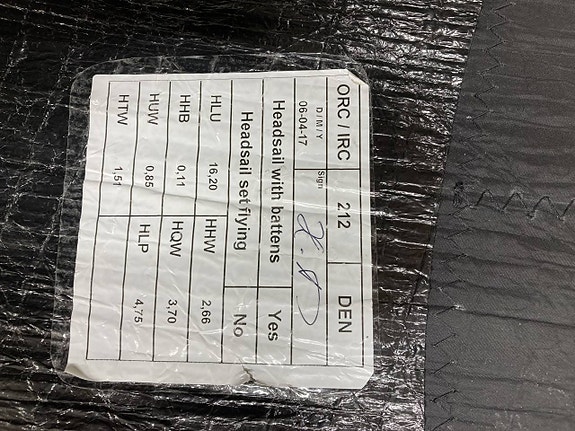 ORC / IRC 212 DEN
D/M/Y Sign
06-04-17
Headsail with battens Yes
Headsail set flying No
HLU 16,20 HHW 2,66
HHB 0.11 HQW 3,70
HUW 0,85 HLP 4,75
HTW 1,51